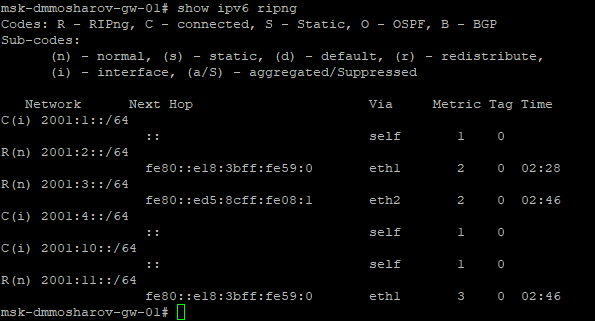 msk-dmmosharov-gw-01# show ipv6 ripng
Codes: R - RIPng, C - connected, S - Static, O - OSPF, B - BGP
Sub-codes:
(n) - normal, (s) - static, (d) - default, (r) - redistribute,
(i) - interface, (a/S) - aggregated/Suppressed
Network Next Hop Via Metric Tag Time
C(i) 2001:1::/64
:: self 1 0
R(n) 2001:2::/64
fe80::e18:3bff:fe59:0 eth1 2 0 02:28
R(n) 2001:3::/64
fe80::ed5:8cff:fe08:1 eth2 2 0 02:46
C(i) 2001:4::/64
:: self 1 0
C(i) 2001:10::/64
:: self 1 0
R(n) 2001:11::/64
fe80::e18:3bff:fe59:0 eth1 3 0 02:46
msk-dmmosharov-gw-01#